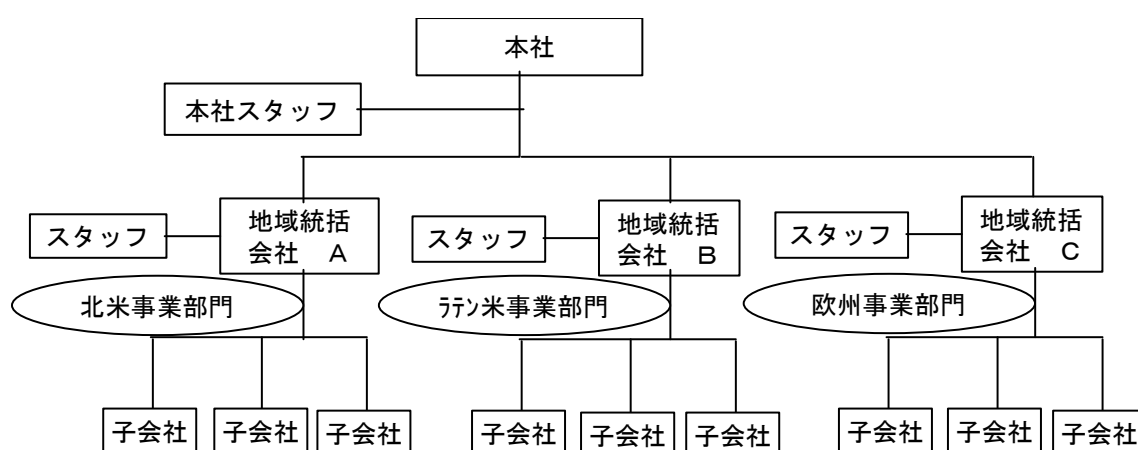 本社
本社スタッフ
スタッフ
地域統括
会社　A
スタッフ
地域統括
会社　B
スタッフ
地域統括
会社　C
北米事業部門
ﾗﾃﾝ米事業部門
欧州事業部門
子会社
子会社
子会社
子会社
子会社
子会社
子会社
子会社
子会社